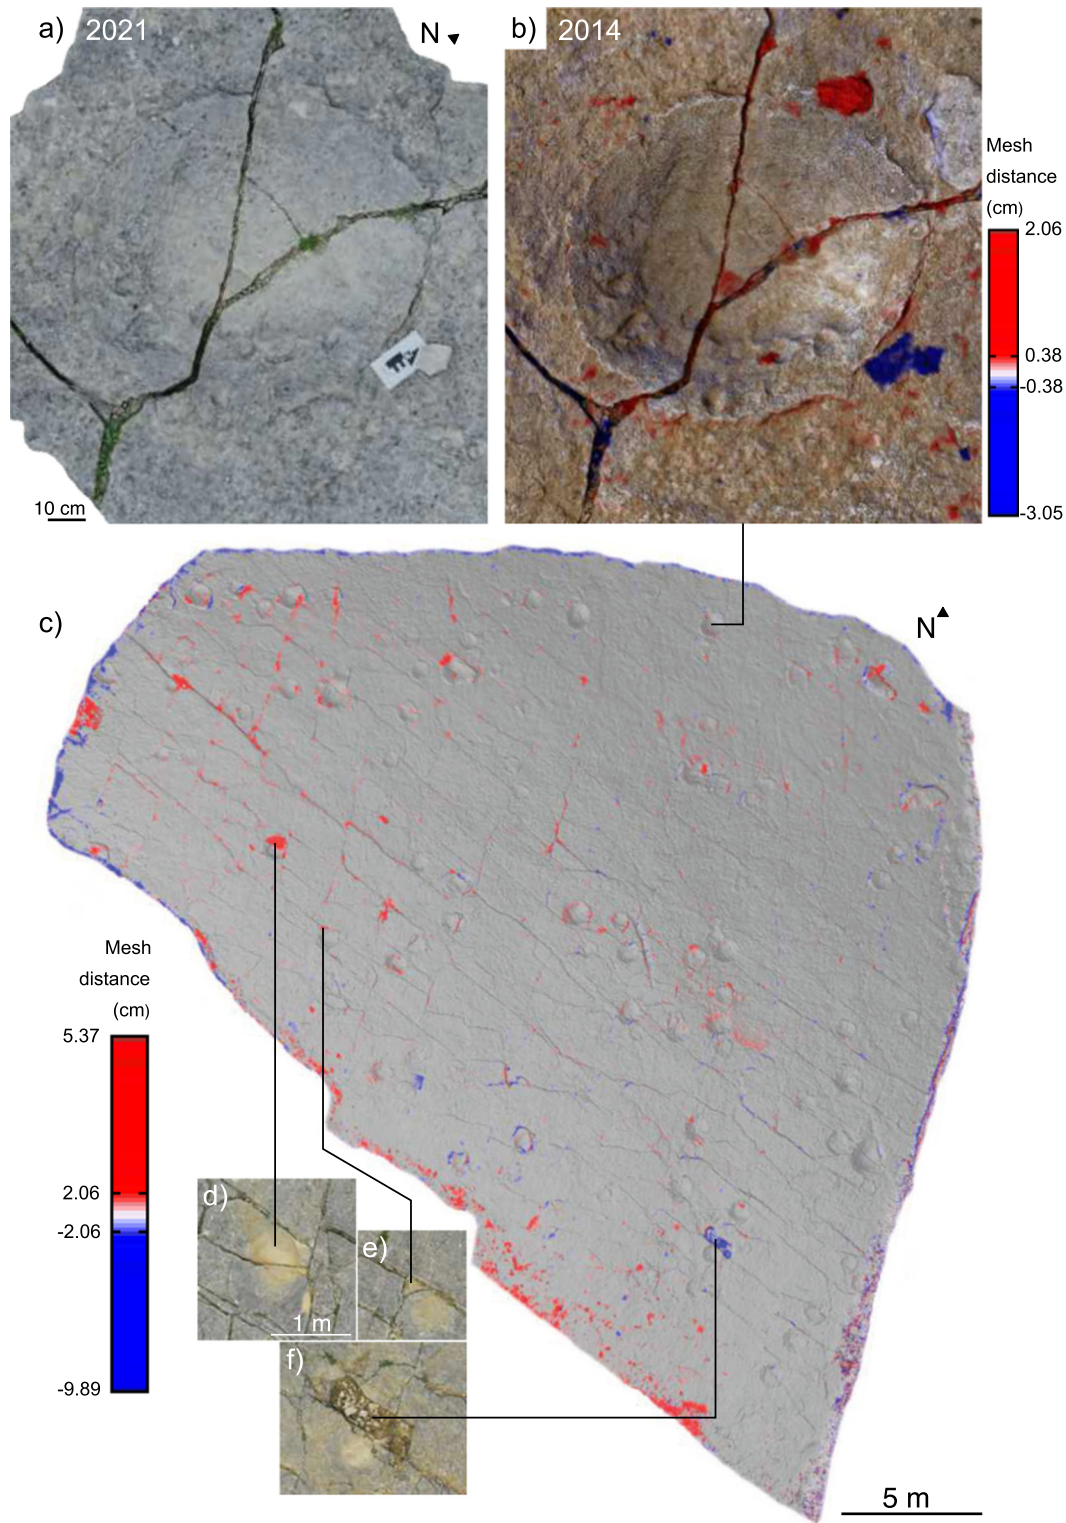 a) 2021
N
b) 2014
Mesh
distance
(cm)
2.06
0.38
-0.38
-3.05
10 cm
c)
N
Mesh
distance
(cm)
5.37
2.06
-2.06
-9.89
d)
e)
1 m
f)
5 m